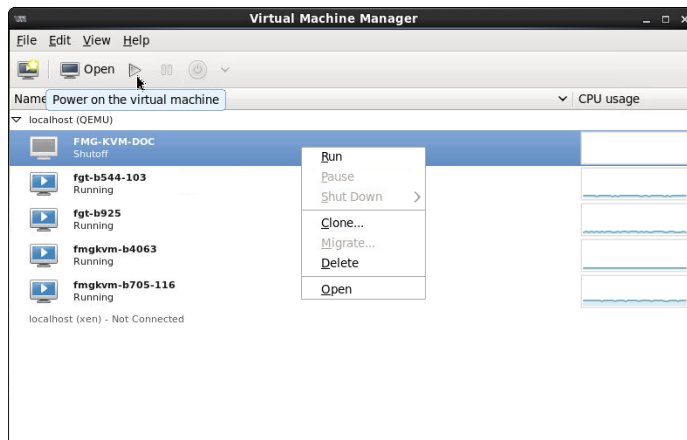 Virtual Machine Manager
File Edit View Help
Open
Name
Power on the virtual machine
CPU usage
localhost (QEMU)
FMG-KVM-DOC
Shutoff
fgt-b544-103
Running
fgt-b925
Running
fmgkvm-b4063
Running
fmgkvm-b705-116
Running
localhost (xen) - Not Connected
Run
Pause
Shut Down
Clone...
Migrate...
Delete
Open